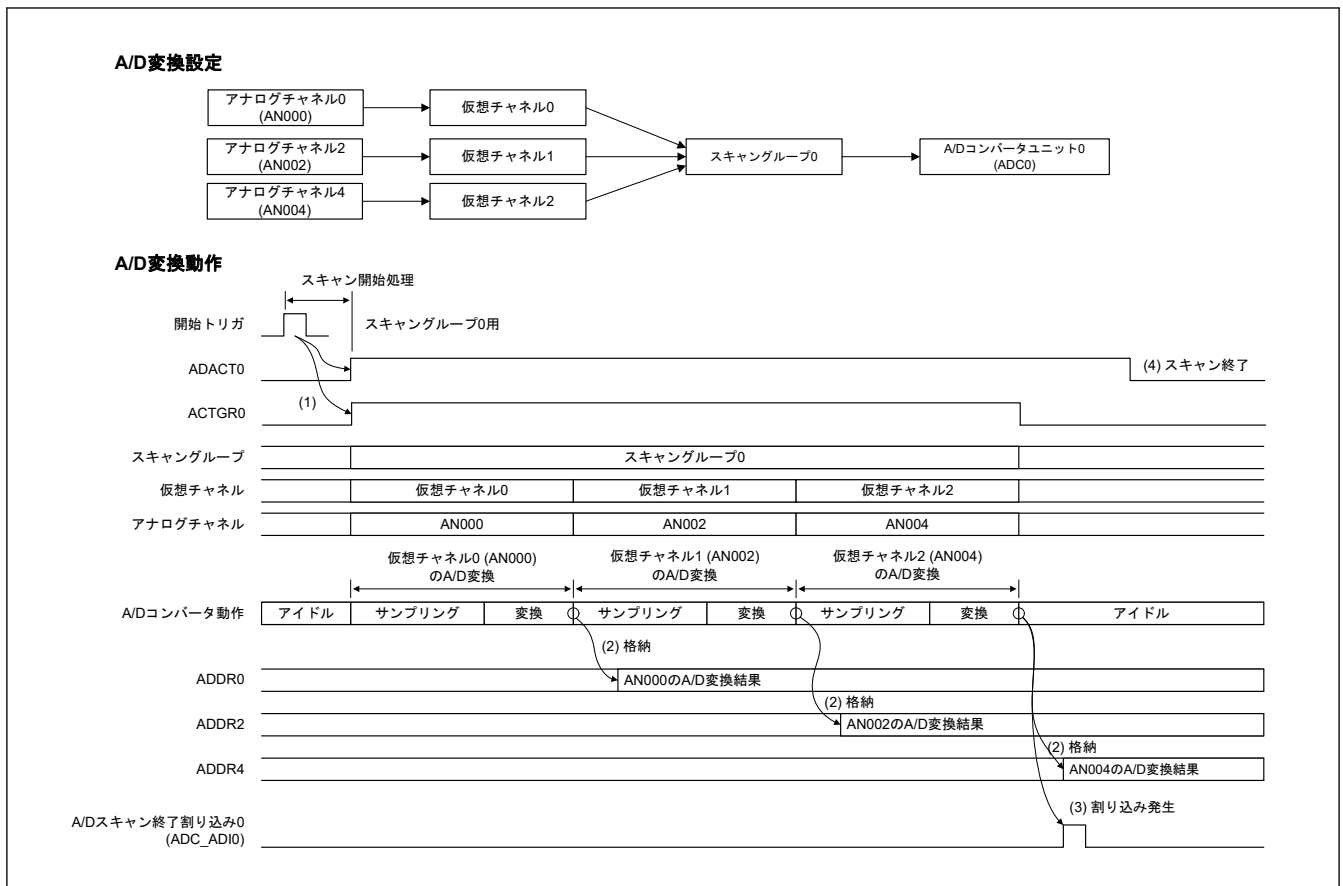 A/D変換設定
アナログチャネル0
(AN000)
仮想チャネル0
アナログチャネル2
(AN002)
仮想チャネル1
スキャングループ0
A/Dコンバータユニット0
(ADC0)
アナログチャネル4
(AN004)
仮想チャネル2
A/D変換動作
スキャン開始処理
開始トリガ
スキャングループ0用
ADACT0
(4) スキャン終了
ACTGR0
(1)
スキャングループ
スキャングループ0
仮想チャネル
仮想チャネル0
仮想チャネル1
仮想チャネル2
アナログチャネル
AN000
AN002
AN004
仮想チャネル0 (AN000)
のA/D変換
仮想チャネル1 (AN002)
のA/D変換
仮想チャネル2 (AN004)
のA/D変換
A/Dコンバータ動作
アイドル
サンプリング
変換
サンプリング
変換
サンプリング
変換
アイドル
(2) 格納
ADDR0
AN000のA/D変換結果
(2) 格納
ADDR2
AN002のA/D変換結果
(2) 格納
ADDR4
AN004のA/D変換結果
(3) 割り込み発生
A/Dスキャン終了割り込み0
(ADC_ADI0)